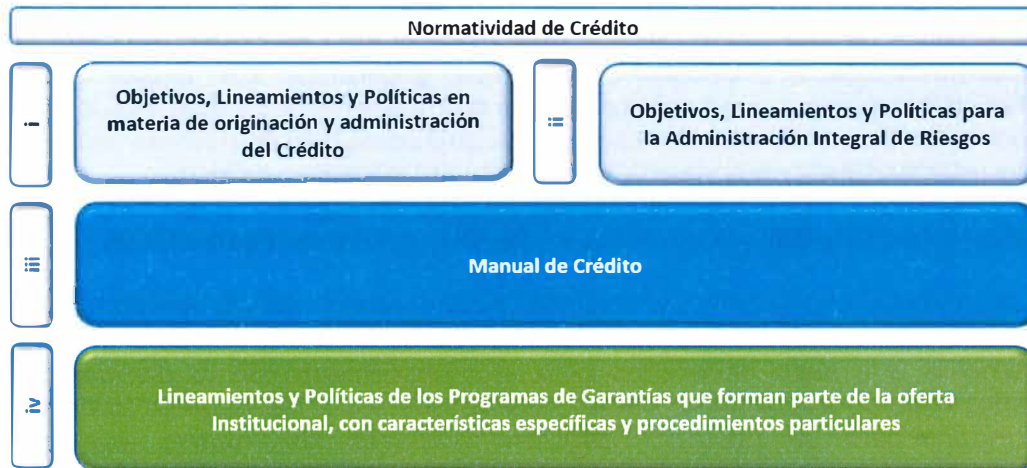 Normatividad de Crédito
i
Objetivos, Lineamientos y Políticas en
materia de originación y administración
del Crédito
ii
Objetivos, Lineamientos y Políticas para
la Administración Integral de Riesgos
iii
Manual de Crédito
iv
Lineamientos y Políticas de los Programas de Garantías que forman parte de la oferta
Institucional, con características específicas y procedimientos particulares